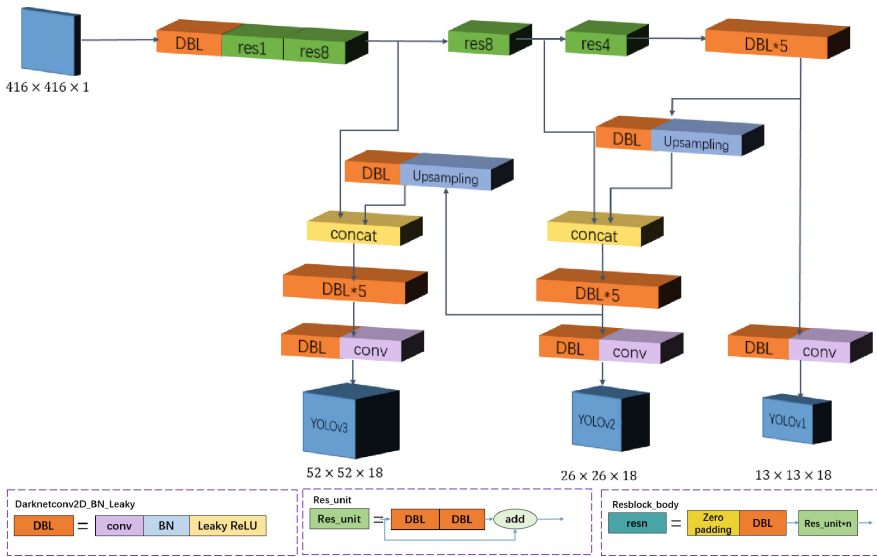 DBL res1 res8 res8 res4 DBL*5
416 × 416 × 1
DBL Upsampling
DBL Upsampling
concat concat
DBL*5 DBL*5
DBL conv DBL conv DBL conv
YOLOv3 YOLOv2 YOLOv1
52 × 52 × 18 26 × 26 × 18 13 × 13 × 18
Darknetconv2D_BN_Leaky
DBL = conv BN Leaky ReLU
Res_unit
Res_unit = DBL DBL add
Resblock_body
resn = Zero padding DBL Res_unit*n